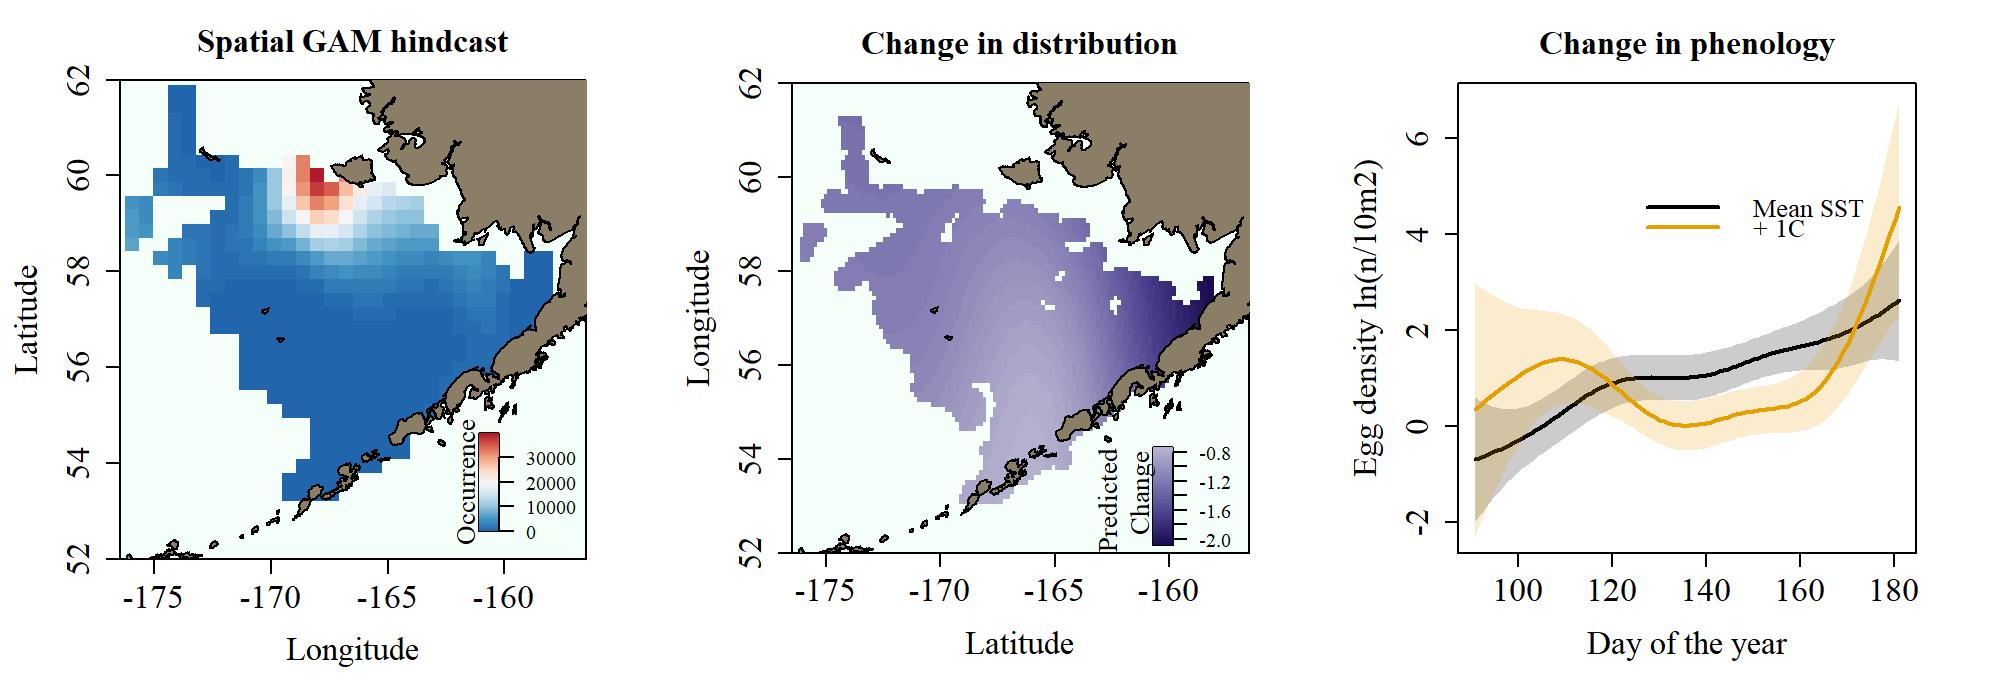 Spatial GAM hindcast
Latitude
62
60
58
56
54
52
Occurrence
30000
20000
10000
0
-175
-170
-165
-160
Longitude
Change in distribution
Longitude
62
60
58
56
54
52
Predicted
Change
-0.8
-1.2
-1.6
-2.0
-175
-170
-165
-160
Latitude
Change in phenology
Egg density ln(n/10m2)
6
4
2
0
-2
Mean SST
+ 1C
100
120
140
160
180
Day of the year